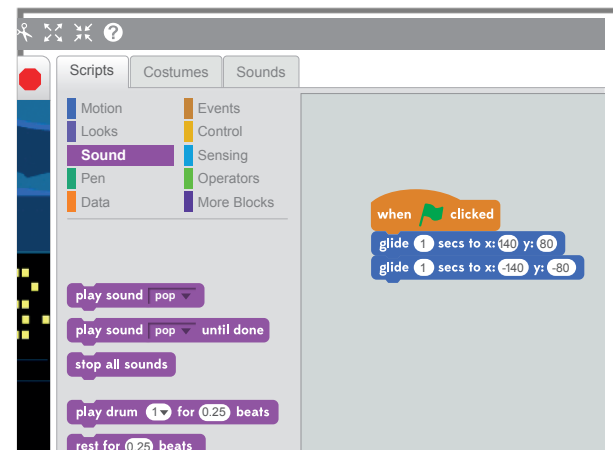 ?
Scripts Costumes Sounds
Motion Events
Looks Control
Sound Sensing
Pen Operators
Data More Blocks
when clicked
glide 1 secs to x: 140 y: 80
glide 1 secs to x: -140 y: -80
play sound pop
play sound pop until done
stop all sounds
play drum 1 for 0.25 beats
rest for 0.25 beats